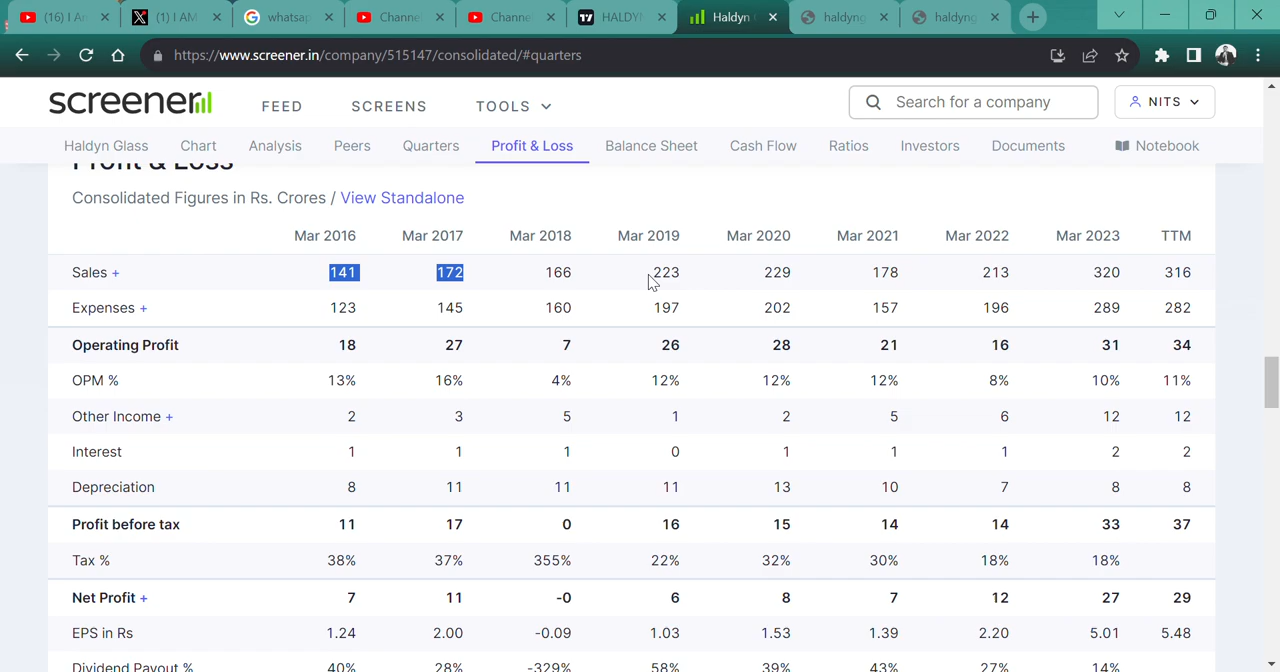 (16) I Ar
(1) I AM
whatsap
Channe
Channe
HALDYN
Haldyn
haldyng
haldyng
https://www.screener.in/company/515147/consolidated/#quarters
screener
FEED SCREENS TOOLS
Search for a company
NITS
Haldyn Glass Chart Analysis Peers Quarters Profit & Loss Balance Sheet Cash Flow Ratios Investors Documents Notebook
Profit & Loss
Consolidated Figures in Rs. Crores / View Standalone
Mar 2016 Mar 2017 Mar 2018 Mar 2019 Mar 2020 Mar 2021 Mar 2022 Mar 2023 TTM
Sales + 141 172 166 223 229 178 213 320 316
Expenses + 123 145 160 197 202 157 196 289 282
Operating Profit 18 27 7 26 28 21 16 31 34
OPM % 13% 16% 4% 12% 12% 12% 8% 10% 11%
Other Income + 2 3 5 1 2 5 6 12 12
Interest 1 1 1 0 1 1 1 2 2
Depreciation 8 11 11 11 13 10 7 8 8
Profit before tax 11 17 0 16 15 14 14 33 37
Tax % 38% 37% 355% 22% 32% 30% 18% 18%
Net Profit + 7 11 -0 6 8 7 12 27 29
EPS in Rs 1.24 2.00 -0.09 1.03 1.53 1.39 2.20 5.01 5.48
Dividend Payout % 40% 28% -329% 58% 39% 43% 27% 14%